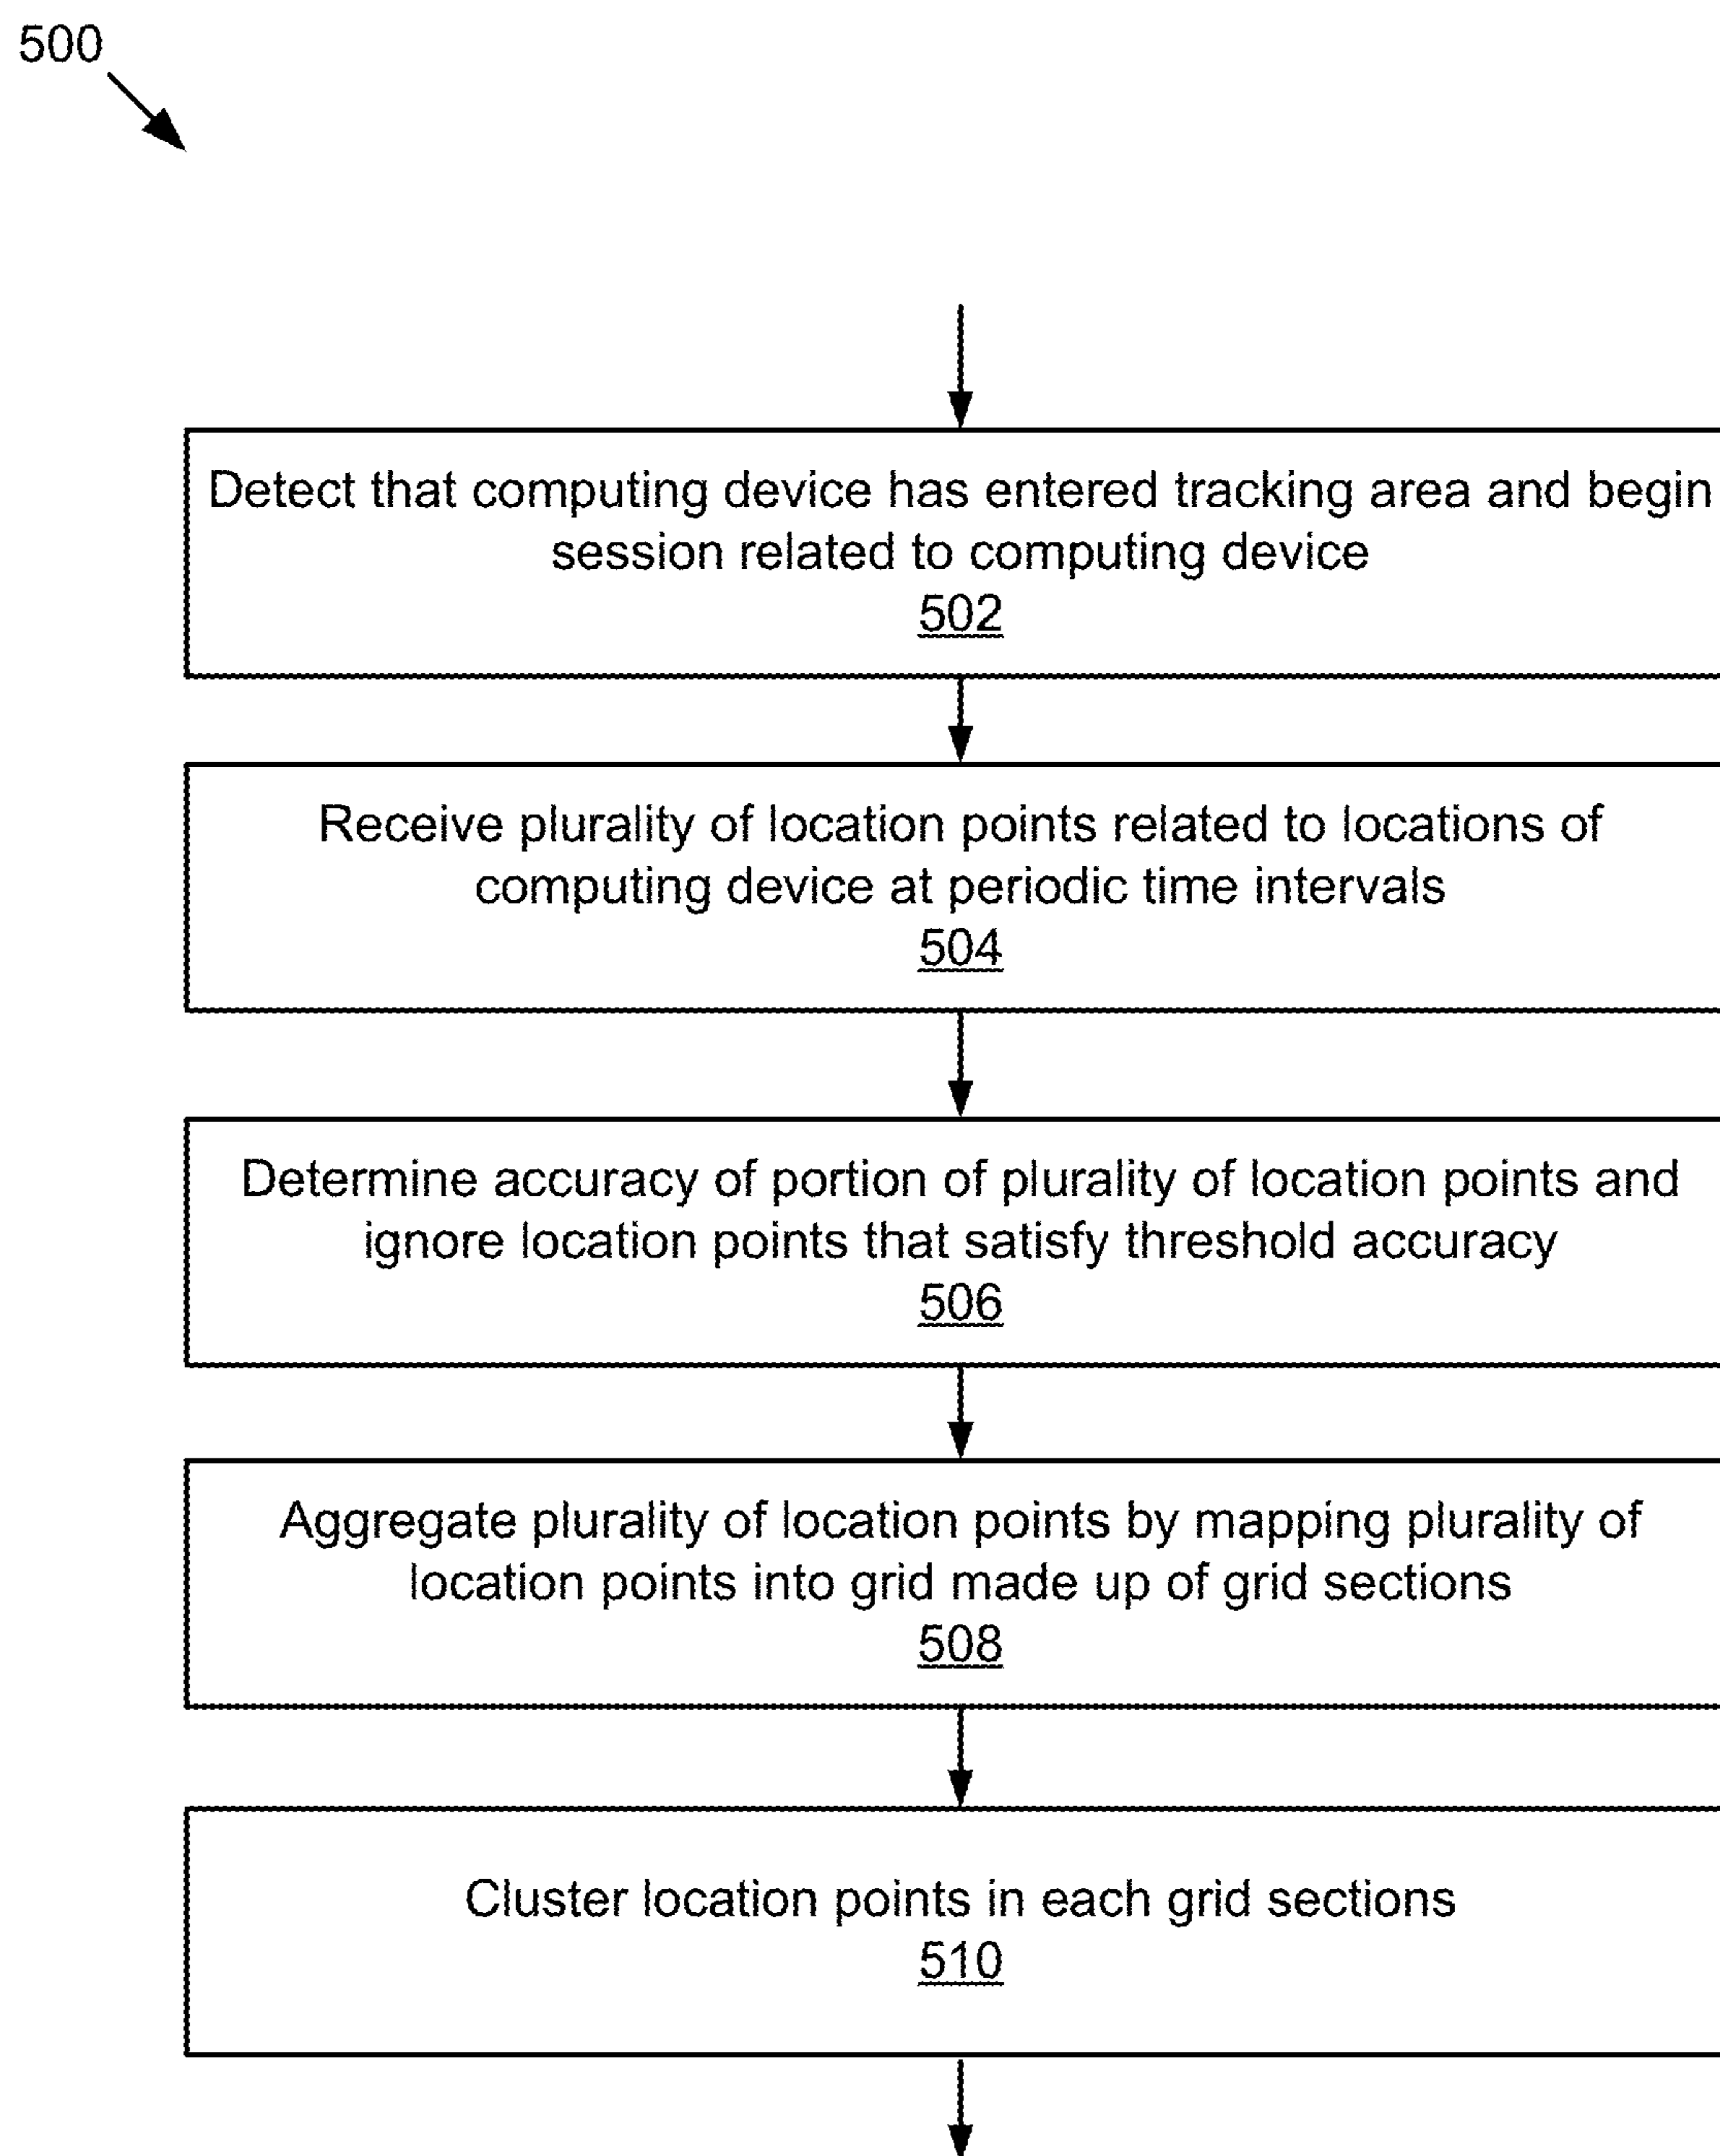 500
Detect that computing device has entered tracking area and begin
session related to computing device
502
Receive plurality of location points related to locations of
computing device at periodic time intervals
504
Determine accuracy of portion of plurality of location points and
ignore location points that satisfy threshold accuracy
506
Aggregate plurality of location points by mapping plurality of
location points into grid made up of grid sections
508
Cluster location points in each grid sections
510